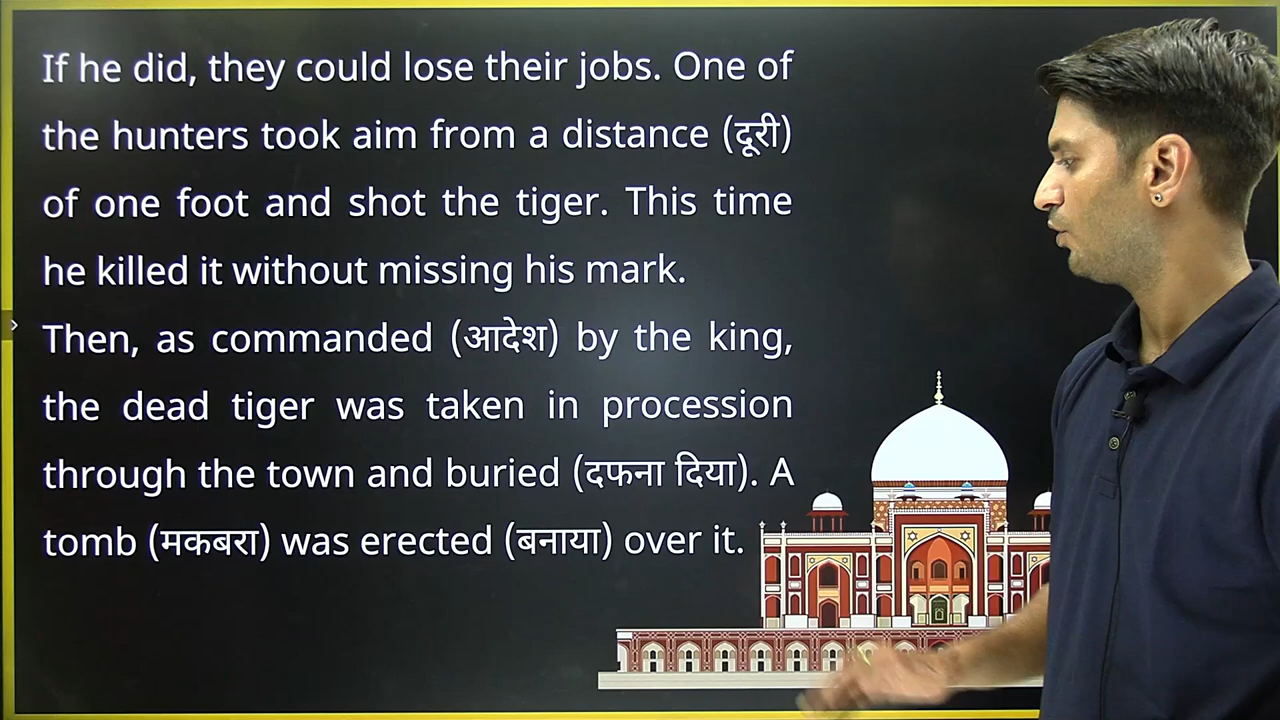 If he did, they could lose their jobs. One of
the hunters took aim from a distance (दूरी)
of one foot and shot the tiger. This time
he killed it without missing his mark.
Then, as commanded (आदेश) by the king,
the dead tiger was taken in procession
through the town and buried (दफना दिया). A
tomb (मकबरा) was erected (बनाया) over it.